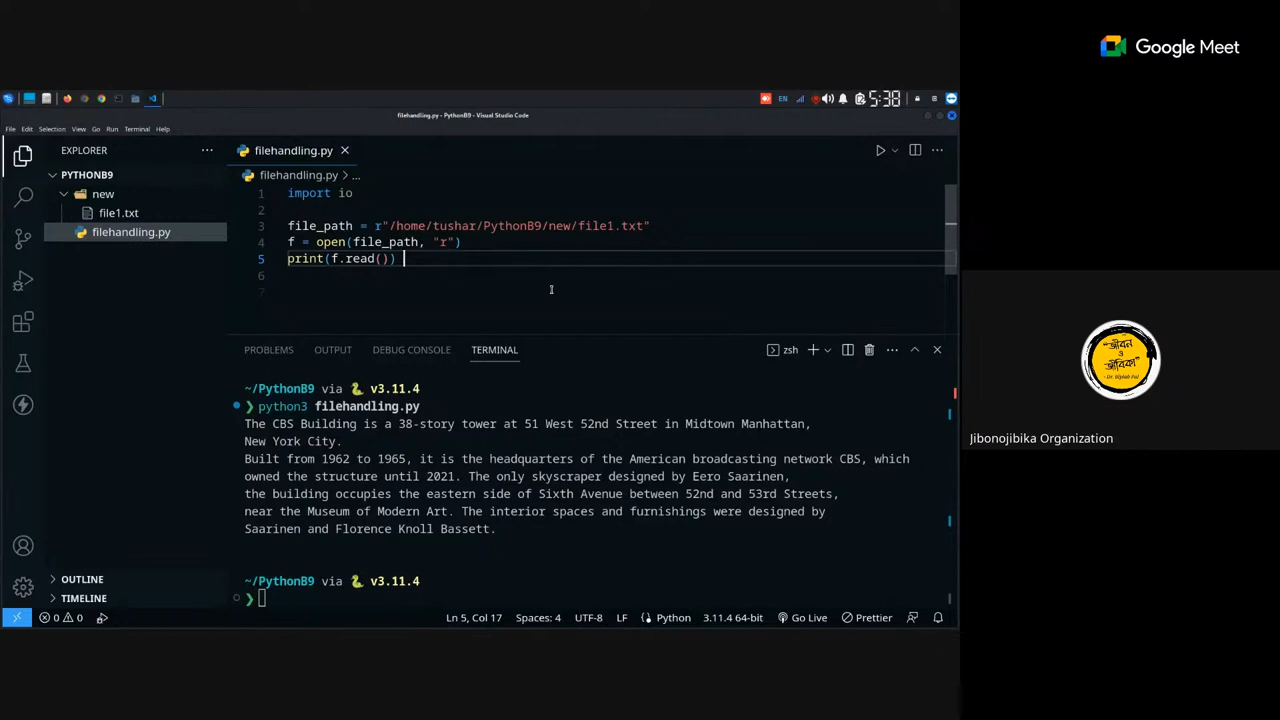 Google Meet
EN
5:38
filehandling.py - PythonB9 - Visual Studio Code
File Edit Selection View Go Run Terminal Help
EXPLORER
filehandling.py
PYTHONB9
filehandling.py > ...
new
file1.txt
filehandling.py
1 import io
2
3 file_path = r"/home/tushar/PythonB9/new/file1.txt"
4 f = open(file_path, "r")
5 print(f.read())
6
7
PROBLEMS OUTPUT DEBUG CONSOLE TERMINAL
zsh
~/PythonB9 via v3.11.4
❯ python3 filehandling.py
The CBS Building is a 38-story tower at 51 West 52nd Street in Midtown Manhattan,
New York City.
Built from 1962 to 1965, it is the headquarters of the American broadcasting network CBS, which
owned the structure until 2021. The only skyscraper designed by Eero Saarinen,
the building occupies the eastern side of Sixth Avenue between 52nd and 53rd Streets,
near the Museum of Modern Art. The interior spaces and furnishings were designed by
Saarinen and Florence Knoll Bassett.
~/PythonB9 via v3.11.4
❯
OUTLINE
TIMELINE
0 0
Ln 5, Col 17 Spaces: 4 UTF-8 LF Python 3.11.4 64-bit Go Live Prettier
"জীবন
ও
জীবিকা"
Jibonojibika Organization